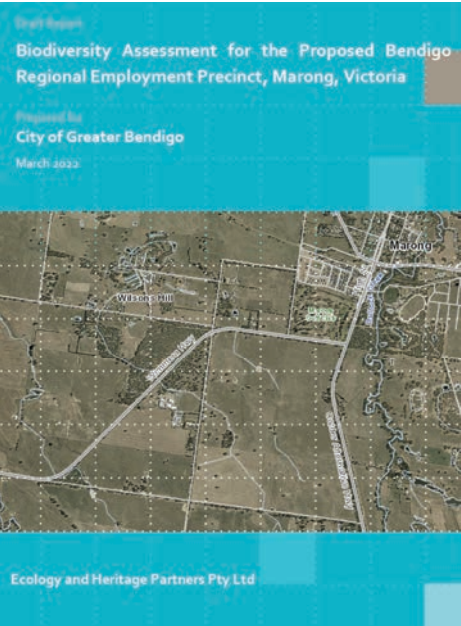 Draft Report
Biodiversity Assessment for the Proposed Bendigo
Regional Employment Precinct, Marong, Victoria
Prepared for
City of Greater Bendigo
March 2022
Marong
Wilsons Hill
Ecology and Heritage Partners Pty Ltd